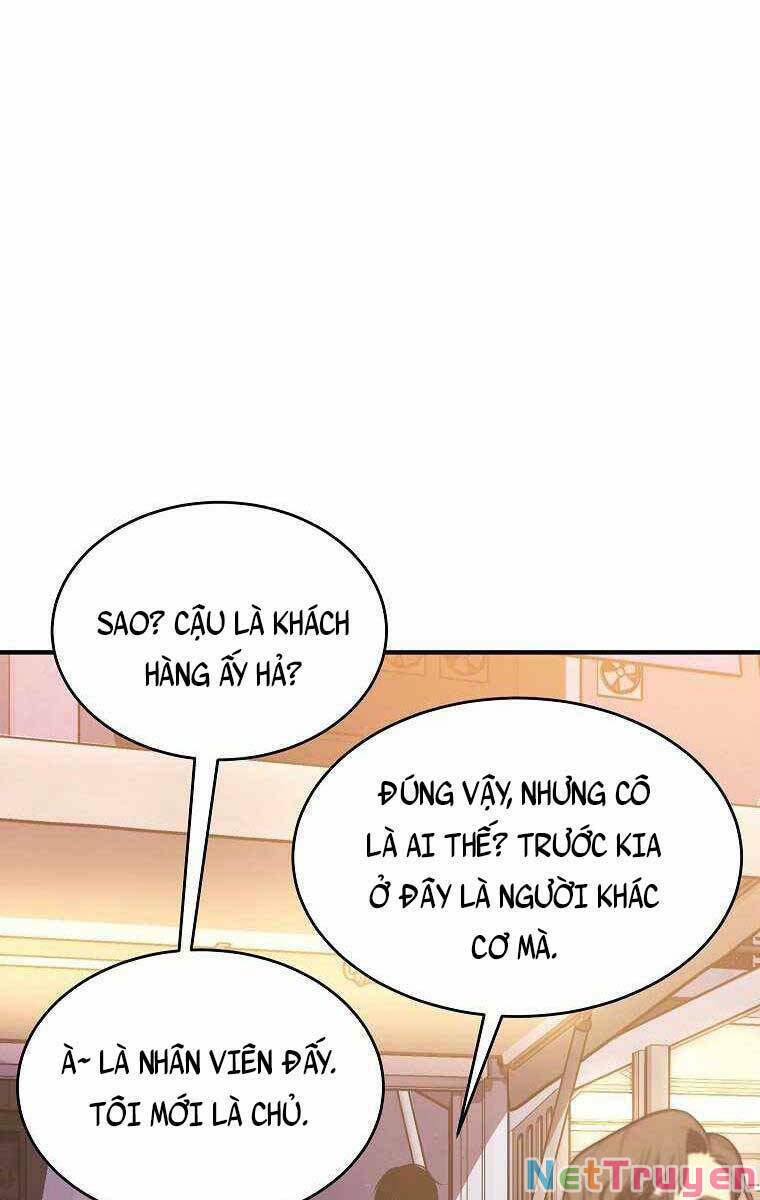 SAO? CẬU LÀ KHÁCH
HÀNG ẤY HẢ?
ĐÚNG VẬY, NHƯNG CÔ
LÀ AI THẾ? TRƯỚC KIA
Ở ĐÂY LÀ NGƯỜI KHÁC
CƠ MÀ.
À~ LÀ NHÂN VIÊN ĐẤY.
TÔI MỚI LÀ CHỦ.
NetTruyen